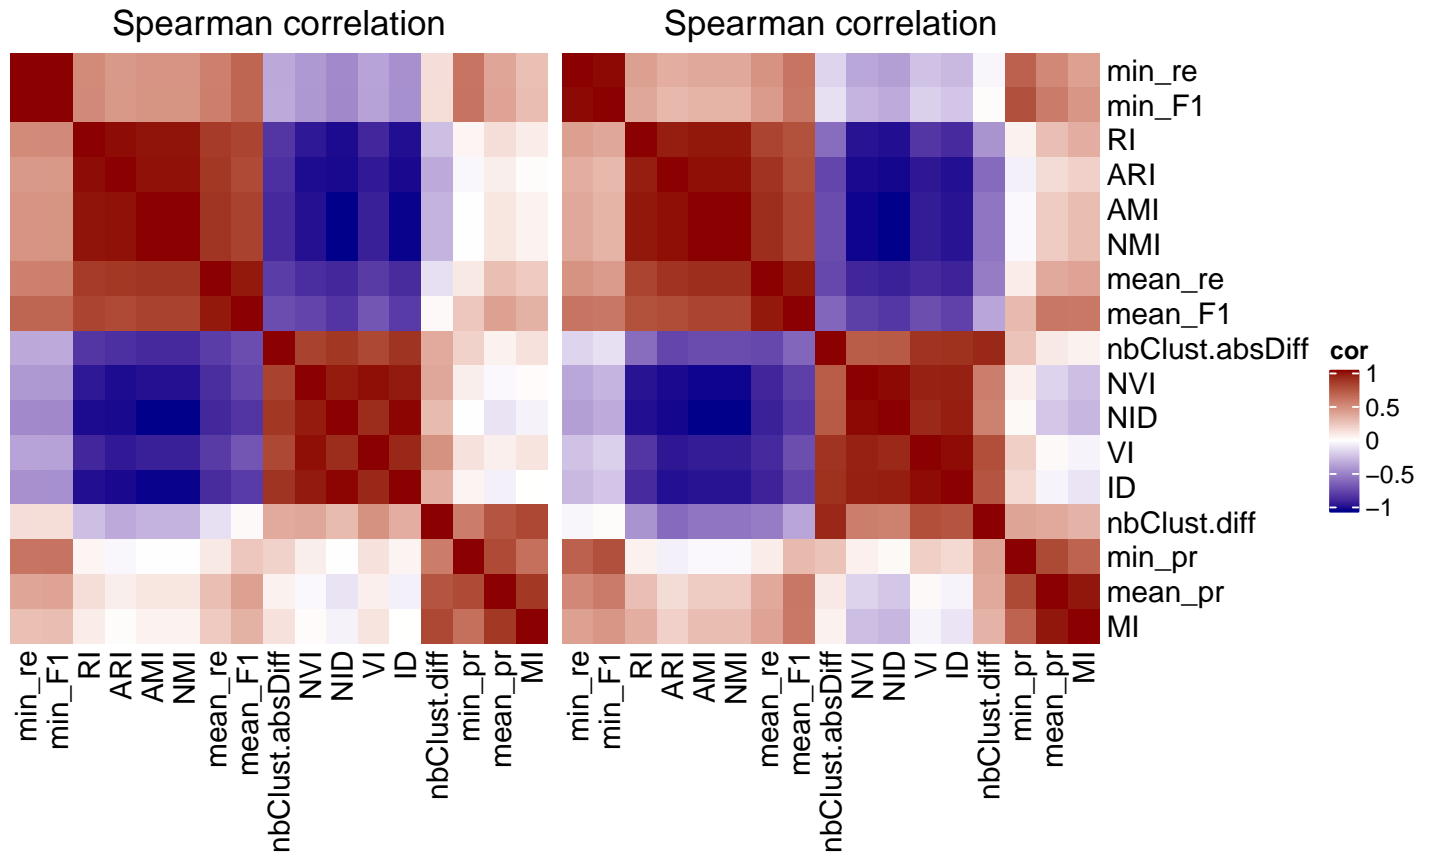 Spearman correlation
Spearman correlation
min_re
min_F1
RI
ARI
AMI
NMI
mean_re
mean_F1
nbClust.absDiff
NVI
NID
VI
ID
nbClust.diff
min_pr
mean_pr
MI
cor
1
0.5
0
−0.5
−1
min_re
min_F1
RI
ARI
AMI
NMI
mean_re
mean_F1
nbClust.absDiff
NVI
NID
VI
ID
nbClust.diff
min_pr
mean_pr
MI
min_re
min_F1
RI
ARI
AMI
NMI
mean_re
mean_F1
nbClust.absDiff
NVI
NID
VI
ID
nbClust.diff
min_pr
mean_pr
MI